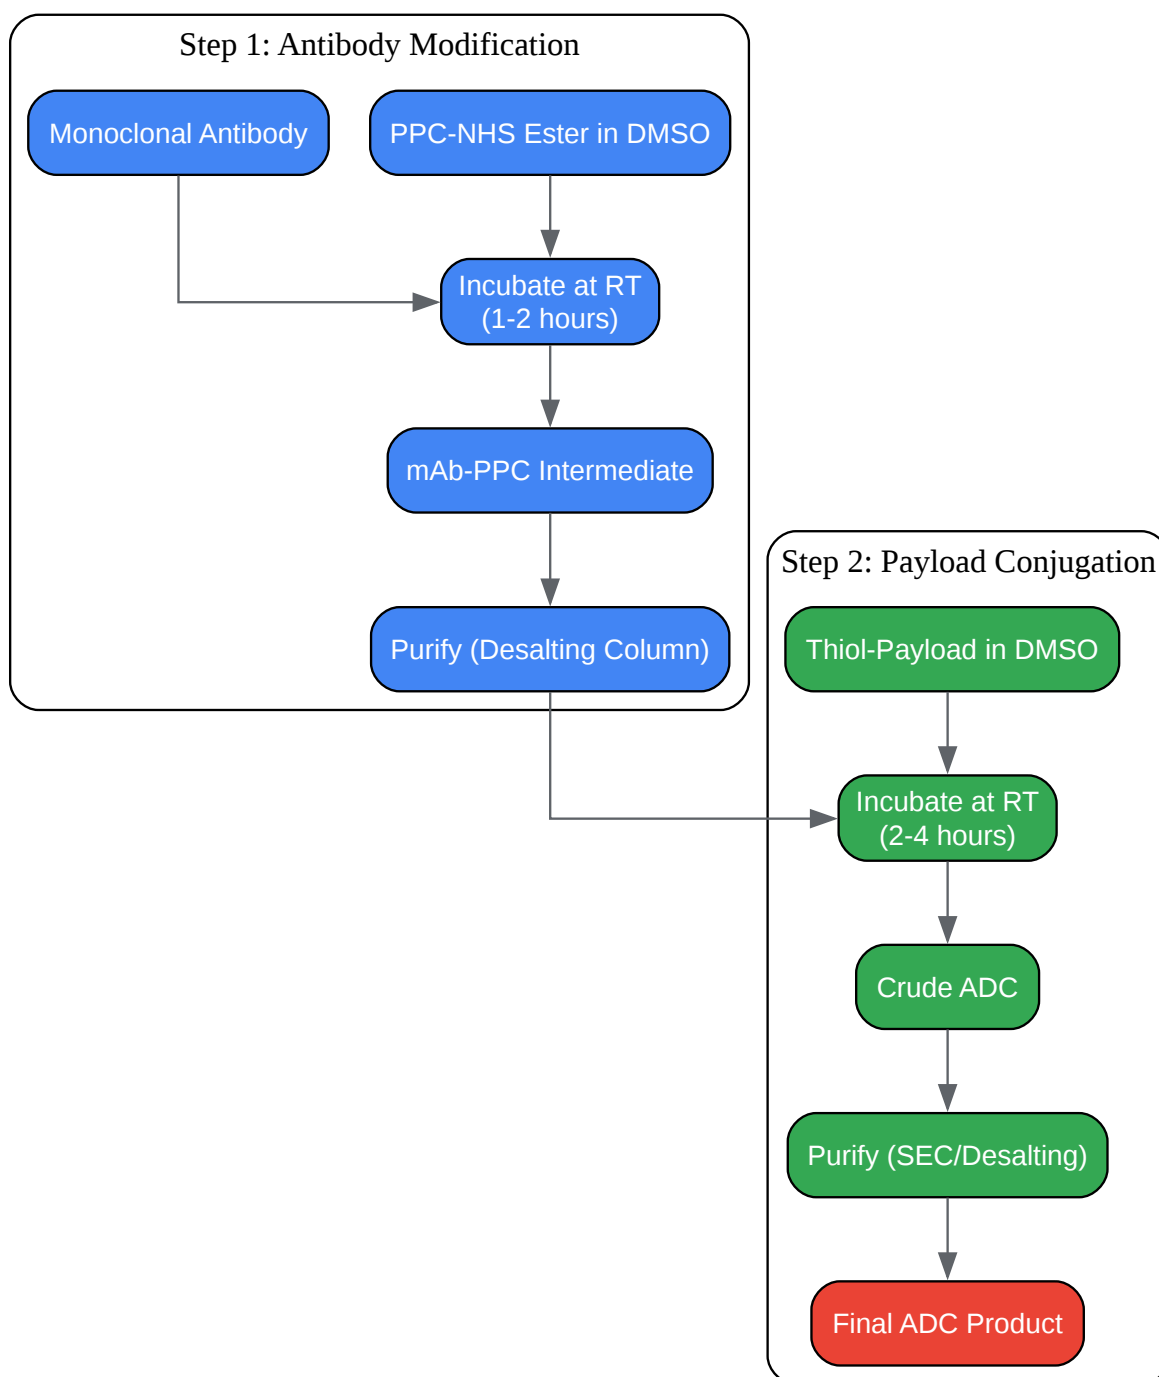 Step 1: Antibody Modification
Monoclonal Antibody
PPC-NHS Ester in DMSO
Incubate at RT
(1-2 hours)
mAb-PPC Intermediate
Purify (Desalting Column)
Step 2: Payload Conjugation
Thiol-Payload in DMSO
Incubate at RT
(2-4 hours)
Crude ADC
Purify (SEC/Desalting)
Final ADC Product